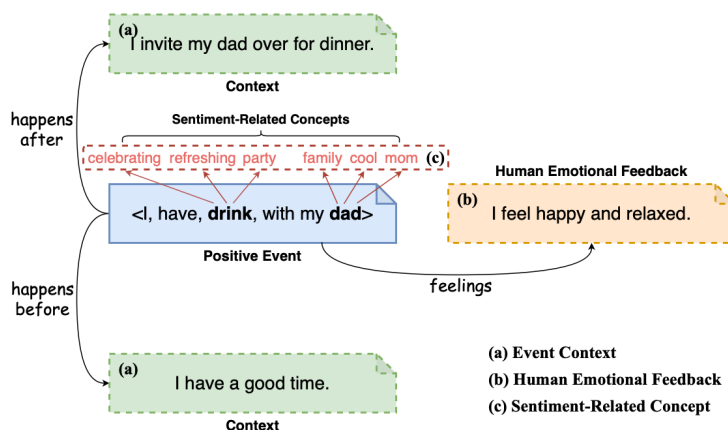 (a)
I invite my dad over for dinner.
Context
happens
after
Sentiment-Related Concepts
celebrating refreshing party family cool mom (c)
<I, have, drink, with my dad>
Positive Event
Human Emotional Feedback
(b)
I feel happy and relaxed.
feelings
happens
before
(a)
I have a good time.
Context
(a) Event Context
(b) Human Emotional Feedback
(c) Sentiment-Related Concept